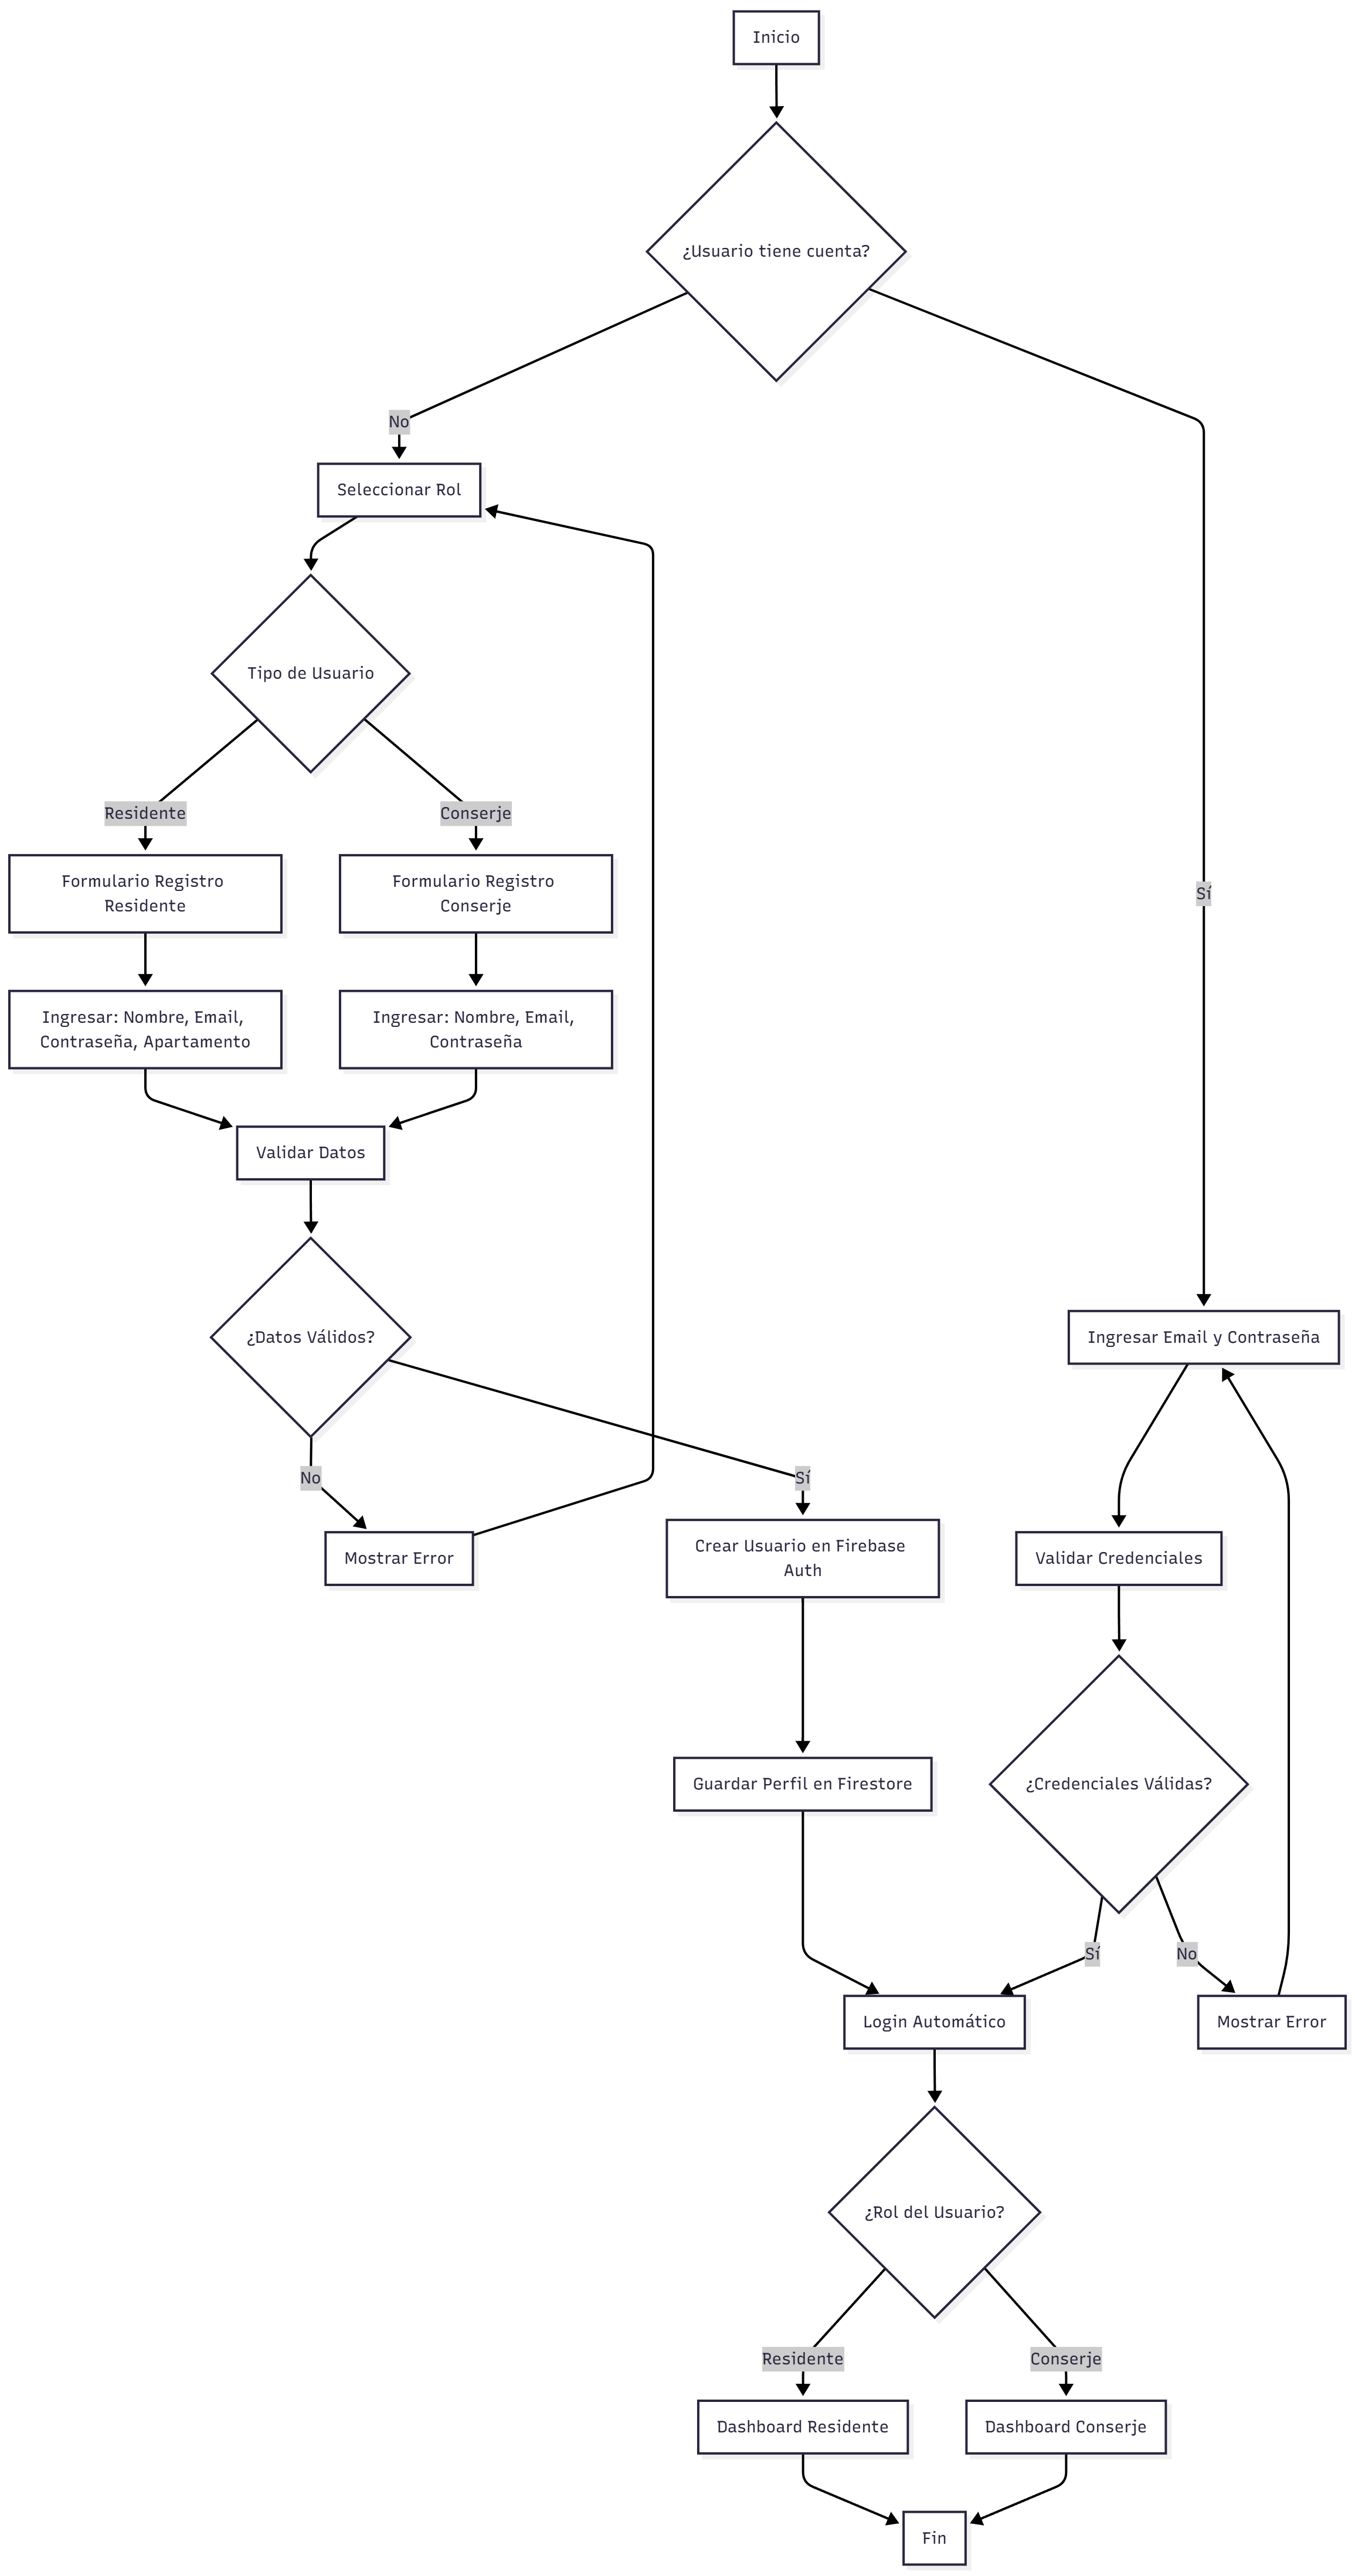 Inicio
¿Usuario tiene cuenta?
No
Seleccionar Rol
Tipo de Usuario
Residente
Conserje
Sí
Formulario Registro
Residente
Formulario Registro
Conserje
Ingresar: Nombre, Email,
Contraseña, Apartamento
Ingresar: Nombre, Email,
Contraseña
Validar Datos
¿Datos Válidos?
Ingresar Email y Contraseña
No
Sí
Mostrar Error
Crear Usuario en Firebase
Auth
Validar Credenciales
Guardar Perfil en Firestore
¿Credenciales Válidas?
Sí
No
Login Automático
Mostrar Error
¿Rol del Usuario?
Residente
Conserje
Dashboard Residente
Dashboard Conserje
Fin